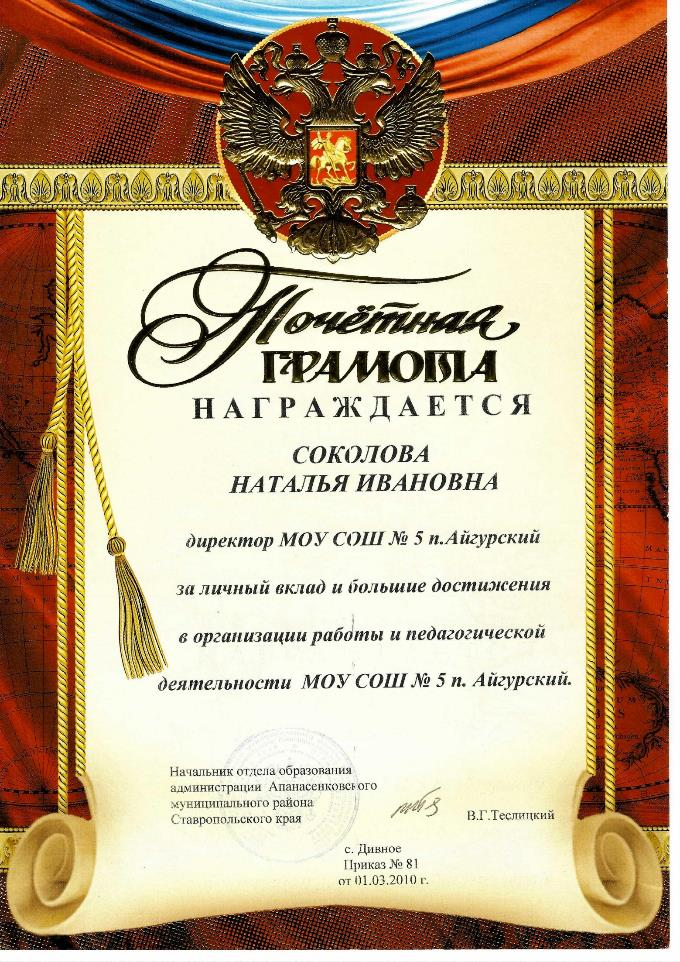 Почётная
ГРАМОТА
НАГРАЖДАЕТСЯ
СОКОЛОВА
НАТАЛЬЯ ИВАНОВНА
директор МОУ СОШ № 5 п.Айгурский
за личный вклад и большие достижения
в организации работы и педагогической
деятельности МОУ СОШ № 5 п. Айгурский.
Начальник отдела образования
администрации Апанасенковского
муниципального района
Ставропольского края
В.Г.Теслицкий
с. Дивное
Приказ № 81
от 01.03.2010 г.